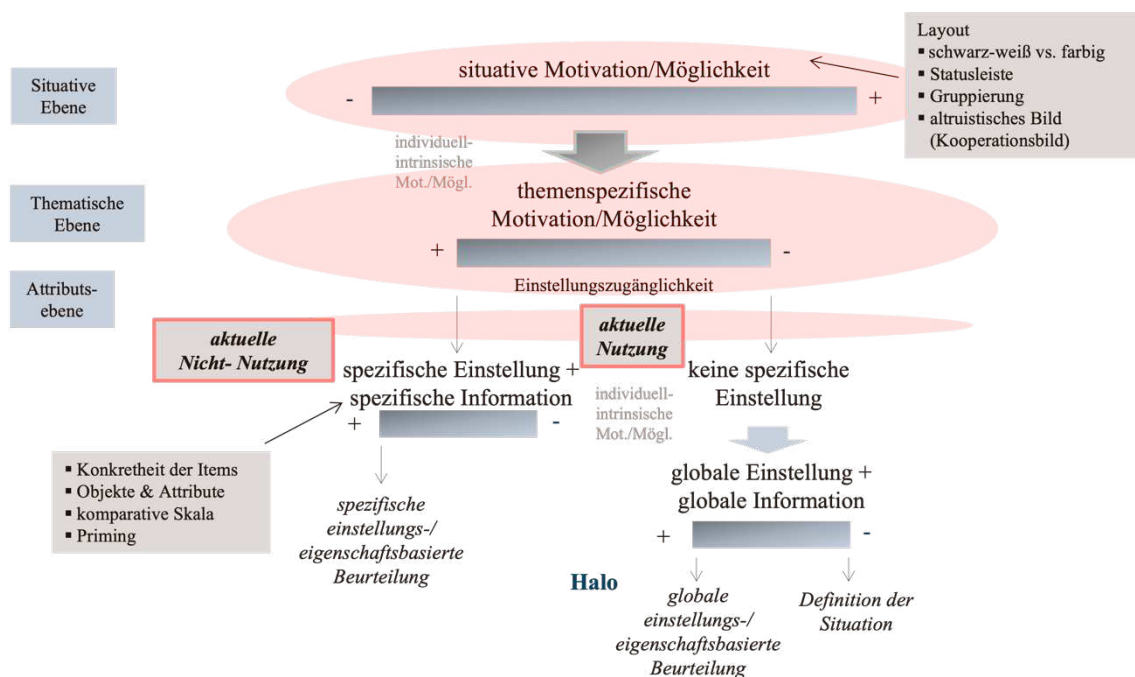 Layout
▪ schwarz-weiß vs. farbig
▪ Statusleiste
▪ Gruppierung
▪ altruistisches Bild
(Kooperationsbild)
Situative
Ebene
situative Motivation/Möglichkeit
- +
individuell-
intrinsische
Mot./Mögl.
Thematische
Ebene
themenspezifische
Motivation/Möglichkeit
+ -
Einstellungszugänglichkeit
Attributs-
ebene
aktuelle
Nicht- Nutzung
aktuelle
Nutzung
spezifische Einstellung +
spezifische Information
+ -
individuell-
intrinsische
Mot./Mögl.
keine spezifische
Einstellung
▪ Konkretheit der Items
▪ Objekte & Attribute
▪ komparative Skala
▪ Priming
spezifische
einstellungs-/
eigenschaftsbasierte
Beurteilung
globale Einstellung +
globale Information
+ -
Halo
globale
einstellungs-/
eigenschaftsbasierte
Beurteilung
Definition der
Situation